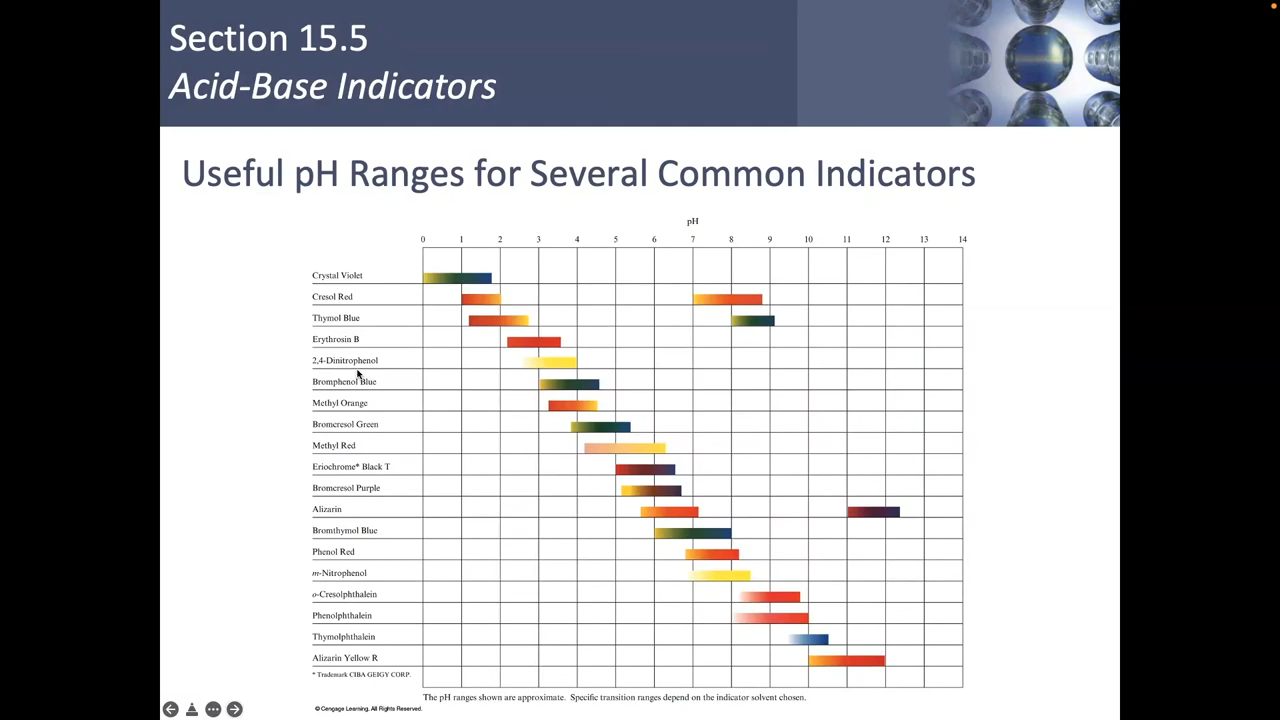 Section 15.5
Acid-Base Indicators
Useful pH Ranges for Several Common Indicators
pH
0 1 2 3 4 5 6 7 8 9 10 11 12 13 14
Crystal Violet
Cresol Red
Thymol Blue
Erythrosin B
2,4-Dinitrophenol
Bromphenol Blue
Methyl Orange
Bromcresol Green
Methyl Red
Eriochrome* Black T
Bromcresol Purple
Alizarin
Bromthymol Blue
Phenol Red
m-Nitrophenol
o-Cresolphthalein
Phenolphthalein
Thymolphthalein
Alizarin Yellow R
* Trademark CIBA GEIGY CORP.
The pH ranges shown are approximate. Specific transition ranges depend on the indicator solvent chosen.
© Cengage Learning. All Rights Reserved.